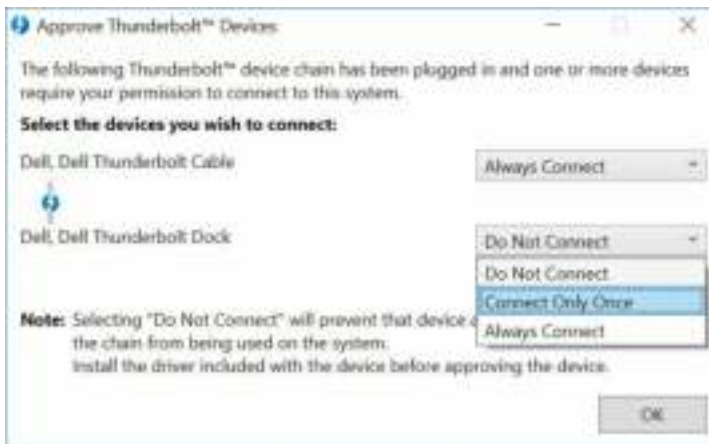 Approve Thunderbolt™ Devices
The following Thunderbolt™ device chain has been plugged in and one or more devices
require your permission to connect to this system.
Select the devices you wish to connect:
Dell, Dell Thunderbolt Cable
Always Connect
Dell, Dell Thunderbolt Dock
Do Not Connect
Do Not Connect
Connect Only Once
Always Connect
Note: Selecting "Do Not Connect" will prevent that device
the chain from being used on the system.
Install the driver included with the device before approving the device.
OK